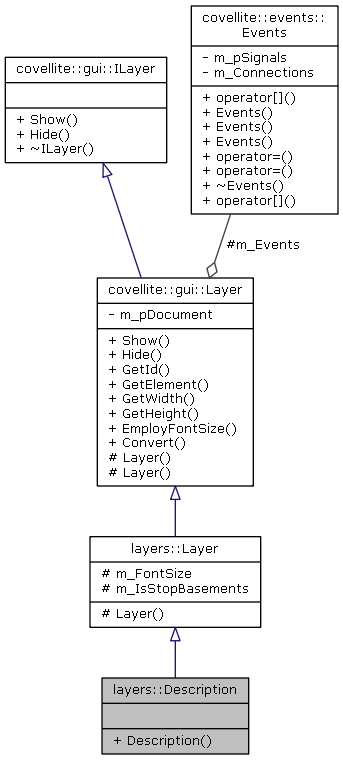 covellite::events::
Events
- m_pSignals
- m_Connections
+ operator[]()
+ Events()
+ Events()
+ Events()
+ operator=()
+ operator=()
+ ~Events()
+ operator[]()
covellite::gui::ILayer
+ Show()
+ Hide()
+ ~ILayer()
#m_Events
covellite::gui::Layer
- m_pDocument
+ Show()
+ Hide()
+ GetId()
+ GetElement()
+ GetWidth()
+ GetHeight()
+ EmployFontSize()
+ Convert()
# Layer()
# Layer()
layers::Layer
# m_FontSize
# m_IsStopBasements
# Layer()
layers::Description
+ Description()